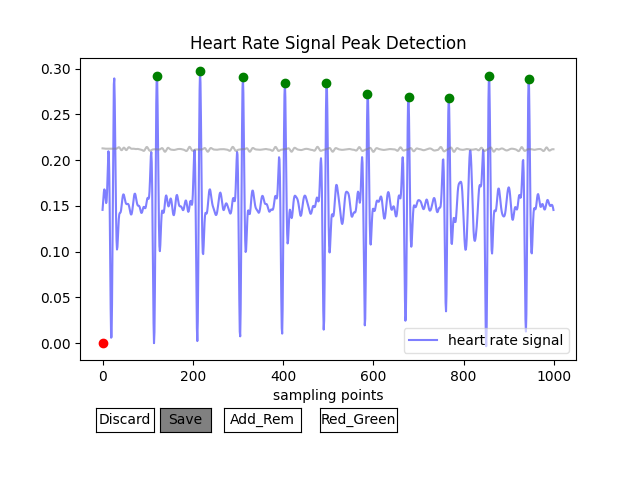 Heart Rate Signal Peak Detection
0.30
0.25
0.20
0.15
0.10
0.05
0.00
heart rate signal
0 200 400 600 800 1000
sampling points
Discard Save Add_Rem Red_Green